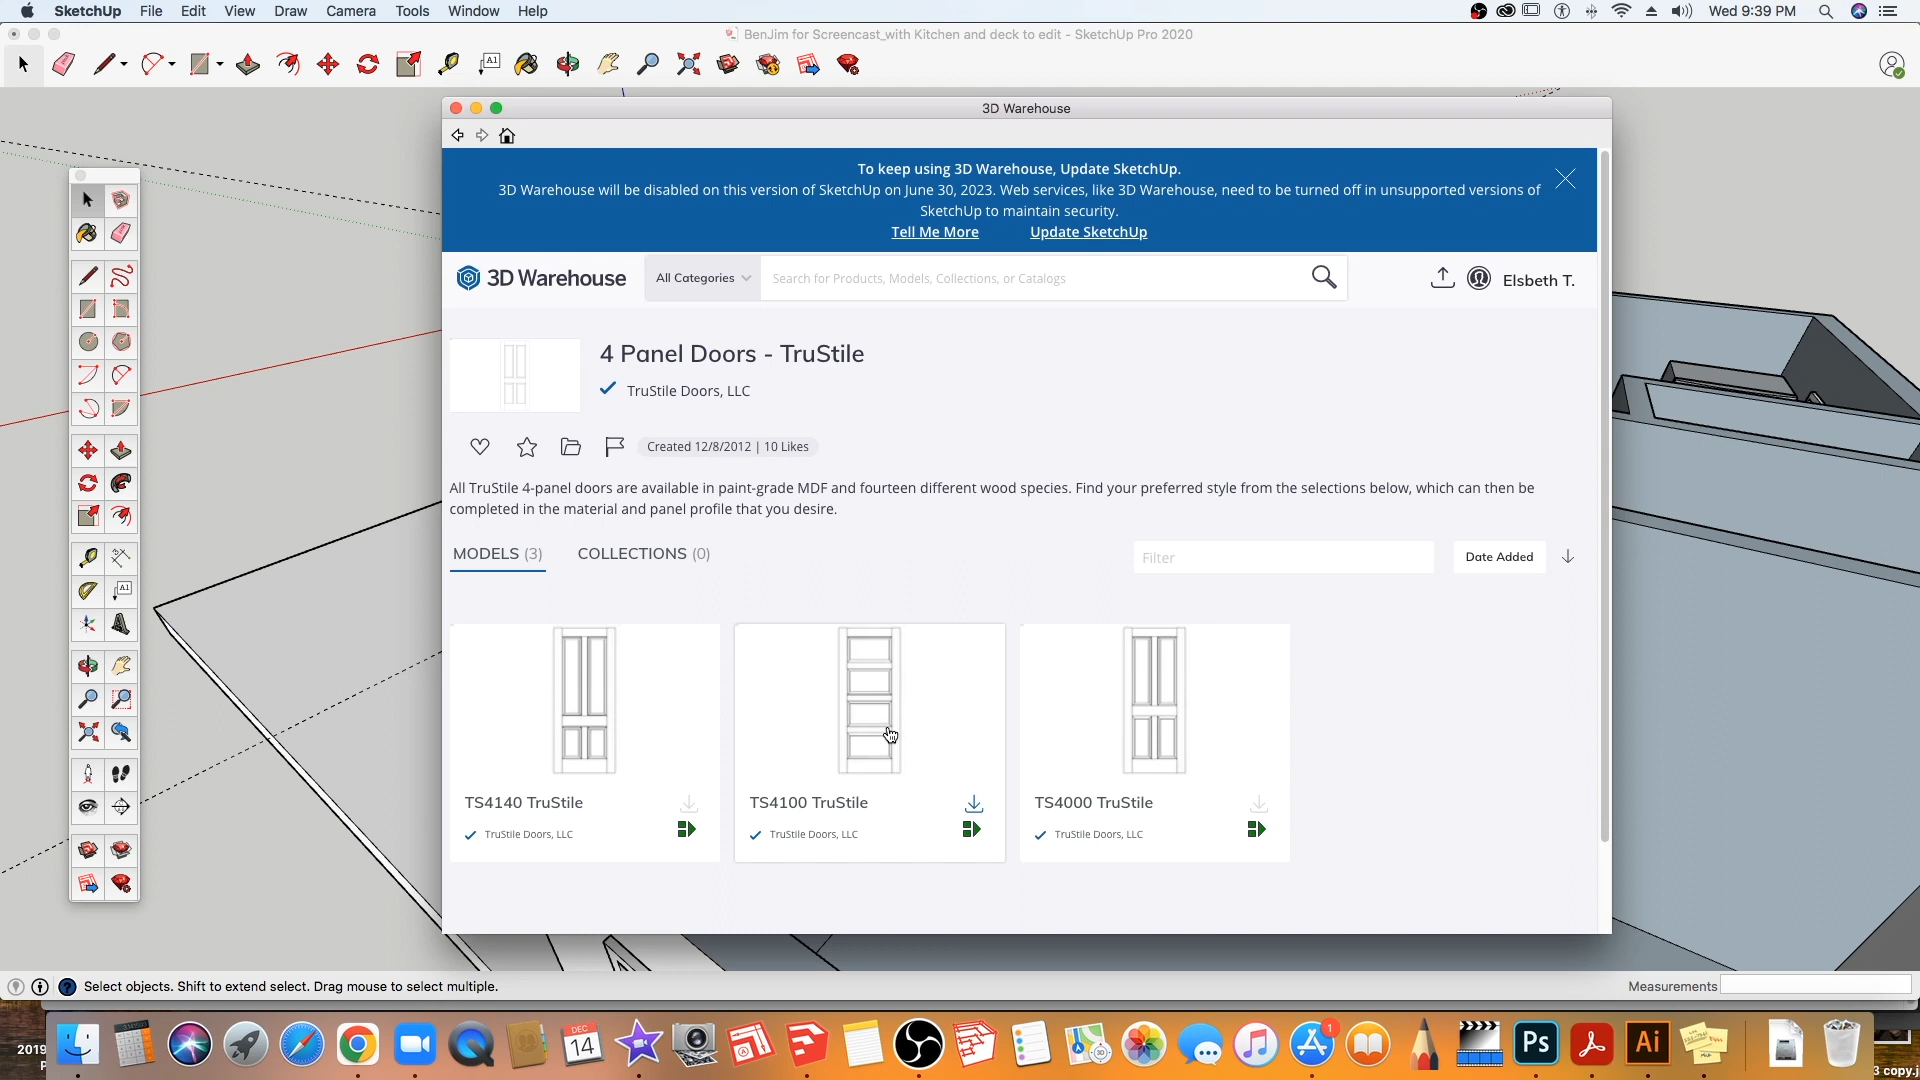 SketchUp File Edit View Draw Camera Tools Window Help
Wed 9:39 PM
BenJim for Screencast_with Kitchen and deck to edit - SketchUp Pro 2020
3D Warehouse
To keep using 3D Warehouse, Update SketchUp.
3D Warehouse will be disabled on this version of SketchUp on June 30, 2023. Web services, like 3D Warehouse, need to be turned off in unsupported versions of
SketchUp to maintain security.
Tell Me More Update SketchUp
3D Warehouse All Categories Search for Products, Models, Collections, or Catalogs Elsbeth T.
4 Panel Doors - TruStile
TruStile Doors, LLC
Created 12/8/2012 | 10 Likes
All TruStile 4-panel doors are available in paint-grade MDF and fourteen different wood species. Find your preferred style from the selections below, which can then be
completed in the material and panel profile that you desire.
MODELS (3) COLLECTIONS (0) Filter Date Added
TS4140 TruStile TS4100 TruStile TS4000 TruStile
TruStile Doors, LLC TruStile Doors, LLC TruStile Doors, LLC
Select objects. Shift to extend select. Drag mouse to select multiple.
Measurements
2019
DEC
14
1
Ps
Ai
3 copy.j